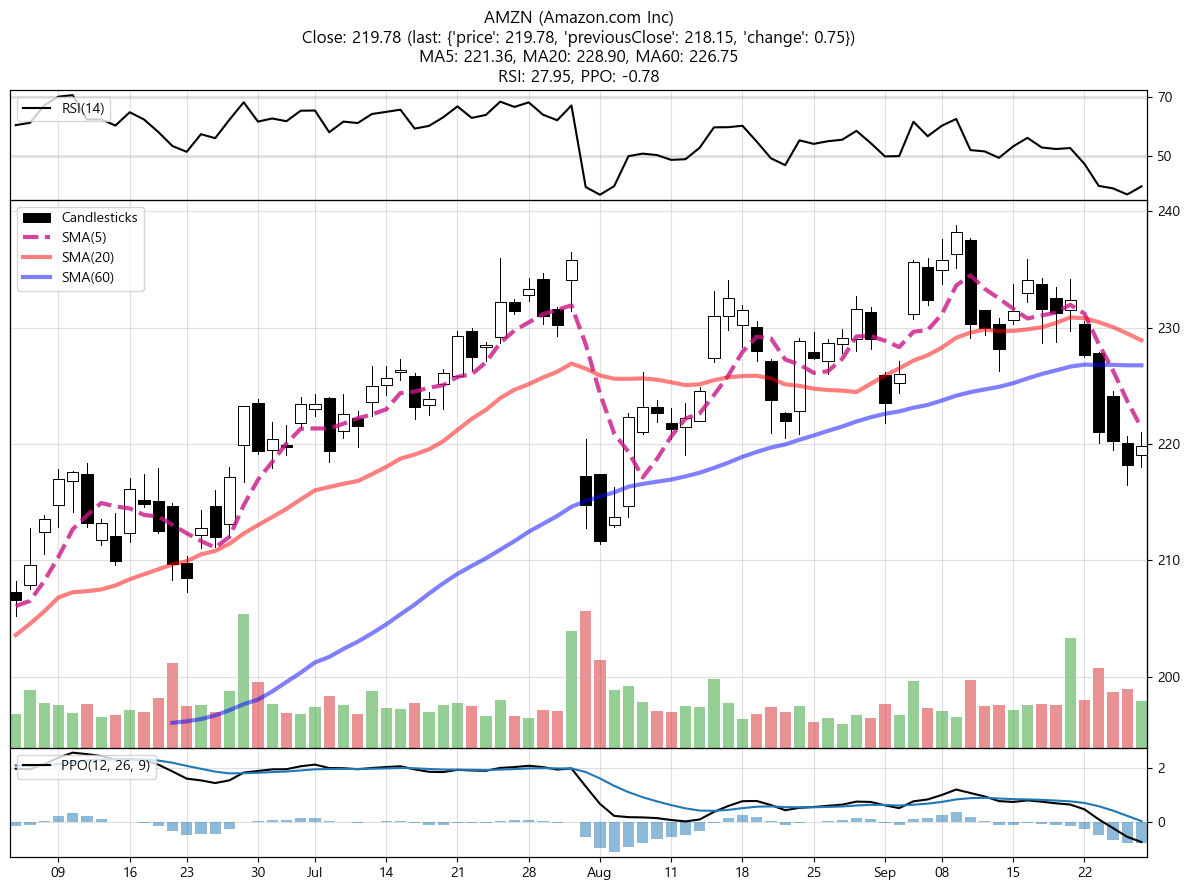 AMZN (Amazon.com Inc)
Close: 219.78 (last: {'price': 219.78, 'previousClose': 218.15, 'change': 0.75})
MA5: 221.36, MA20: 228.90, MA60: 226.75
RSI: 27.95, PPO: -0.78
RSI(14)
70
50
Candlesticks
SMA(5)
SMA(20)
SMA(60)
240
230
220
210
200
PPO(12, 26, 9)
2
0
09 16 23 30 Jul 14 21 28 Aug 11 18 25 Sep 08 15 22